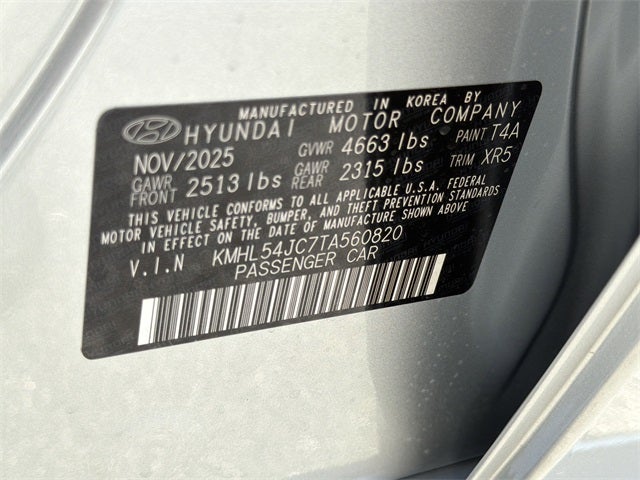 MANUFACTURED IN KOREA BY
HYUNDAI MOTOR COMPANY
NOV/2025 GVWR 4663 lbs PAINT T4A
GAWR FRONT 2513 lbs GAWR REAR 2315 lbs TRIM XR5
THIS VEHICLE CONFORMS TO ALL APPLICABLE U.S.A. FEDERAL
MOTOR VEHICLE SAFETY, BUMPER, AND THEFT PREVENTION STANDARDS
IN EFFECT ON THE DATE OF MANUFACTURE SHOWN ABOVE
V.I.N KMHL54JC7TA560820
PASSENGER CAR